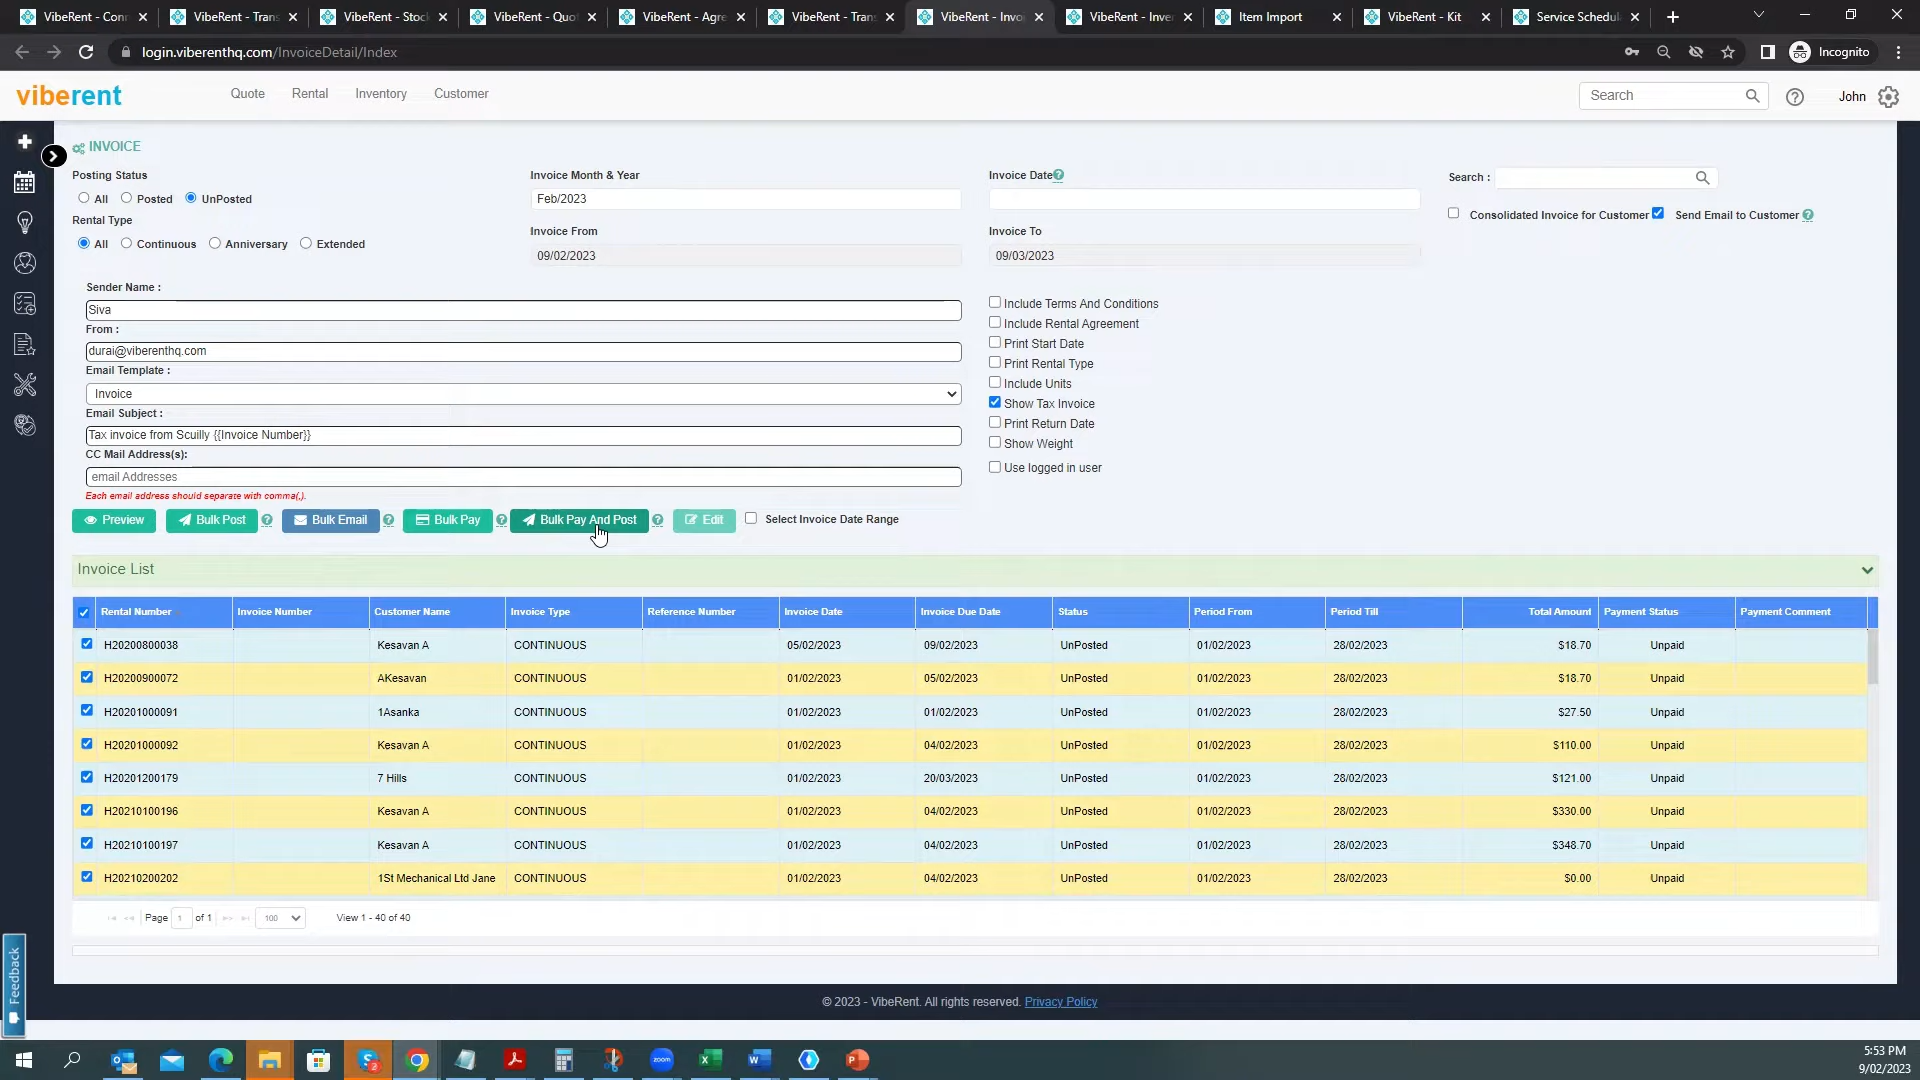 VibeRent - Con
VibeRent - Trans
VibeRent - Stock
VibeRent - Quot
VibeRent - Agre
VibeRent - Trans
VibeRent - Invoi
VibeRent - Inve
Item Import
VibeRent - Kit
Service Schedul
login.viberenthq.com/InvoiceDetail/Index
Incognito
viberent
Quote Rental Inventory Customer
Search
John
INVOICE
Posting Status
All Posted UnPosted
Rental Type
All Continuous Anniversary Extended
Invoice Month & Year
Feb/2023
Invoice From
09/02/2023
Invoice Date
Invoice To
09/03/2023
Search :
Consolidated Invoice for Customer Send Email to Customer
Sender Name :
Siva
From :
durai@viberenthq.com
Email Template :
Invoice
Email Subject :
Tax invoice from Scuilly {{Invoice Number}}
CC Mail Address(s):
email Addresses
Each email address should separate with comma(,).
Include Terms And Conditions
Include Rental Agreement
Print Start Date
Print Rental Type
Include Units
Show Tax Invoice
Print Return Date
Show Weight
Use logged in user
Preview Bulk Post Bulk Email Bulk Pay Bulk Pay And Post Edit Select Invoice Date Range
Invoice List
Rental Number Invoice Number Customer Name Invoice Type Reference Number Invoice Date Invoice Due Date Status Period From Period Till Total Amount Payment Status Payment Comment
H20200800038 Kesavan A CONTINUOUS 05/02/2023 09/02/2023 UnPosted 01/02/2023 28/02/2023 $18.70 Unpaid
H20200900072 AKesavan CONTINUOUS 01/02/2023 05/02/2023 UnPosted 01/02/2023 28/02/2023 $18.70 Unpaid
H20201000091 1Asanka CONTINUOUS 01/02/2023 01/02/2023 UnPosted 01/02/2023 28/02/2023 $27.50 Unpaid
H20201000092 Kesavan A CONTINUOUS 01/02/2023 04/02/2023 UnPosted 01/02/2023 28/02/2023 $110.00 Unpaid
H20201200179 7 Hills CONTINUOUS 01/02/2023 20/03/2023 UnPosted 01/02/2023 28/02/2023 $121.00 Unpaid
H20210100196 Kesavan A CONTINUOUS 01/02/2023 04/02/2023 UnPosted 01/02/2023 28/02/2023 $330.00 Unpaid
H20210100197 Kesavan A CONTINUOUS 01/02/2023 04/02/2023 UnPosted 01/02/2023 28/02/2023 $348.70 Unpaid
H20210200202 1St Mechanical Ltd Jane CONTINUOUS 01/02/2023 04/02/2023 UnPosted 01/02/2023 28/02/2023 $0.00 Unpaid
Page 1 of 1 100 View 1 - 40 of 40
Feedback
© 2023 - VibeRent. All rights reserved. Privacy Policy
zoom
5:53 PM
9/02/2023